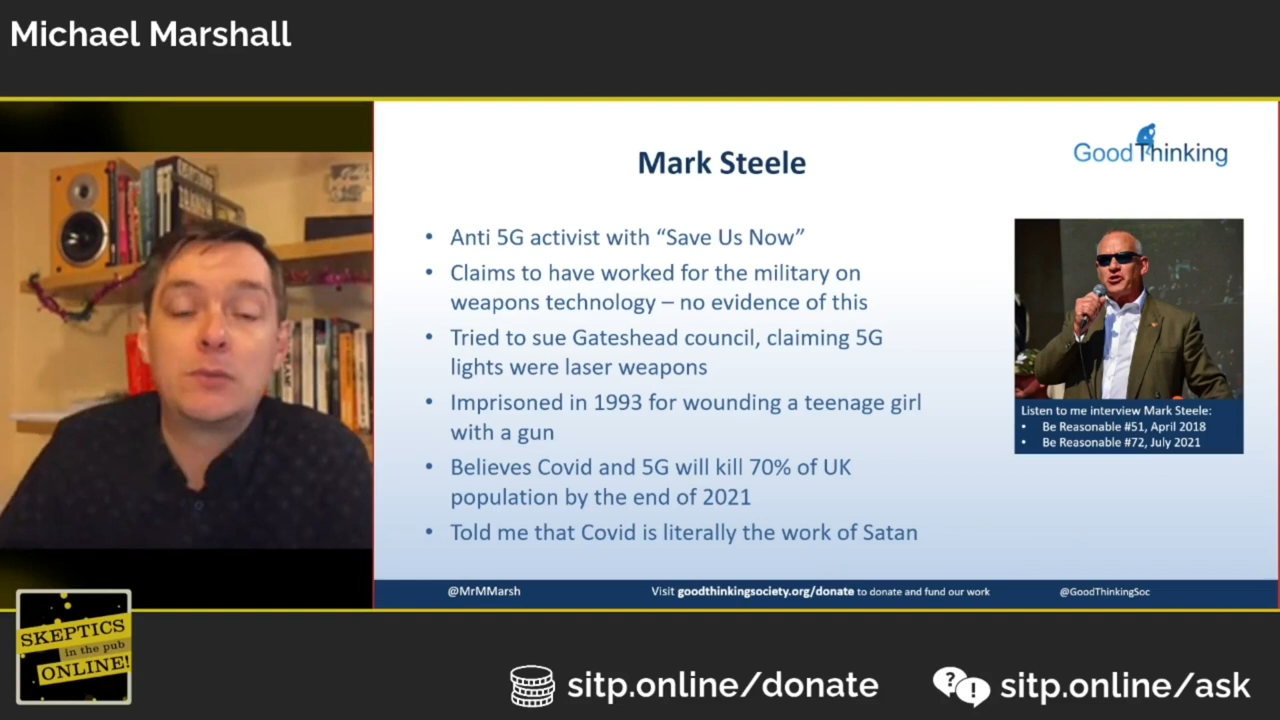 Michael Marshall
Mark Steele
GoodThinking
• Anti 5G activist with “Save Us Now”
• Claims to have worked for the military on
weapons technology – no evidence of this
• Tried to sue Gateshead council, claiming 5G
lights were laser weapons
• Imprisoned in 1993 for wounding a teenage girl
with a gun
• Believes Covid and 5G will kill 70% of UK
population by the end of 2021
• Told me that Covid is literally the work of Satan
Listen to me interview Mark Steele:
• Be Reasonable #51, April 2018
• Be Reasonable #72, July 2021
@MrMMarsh
Visit goodthinkingsociety.org/donate to donate and fund our work
@GoodThinkingSoc
SKEPTICS
in the pub
ONLINE!
sitp.online/donate
sitp.online/ask